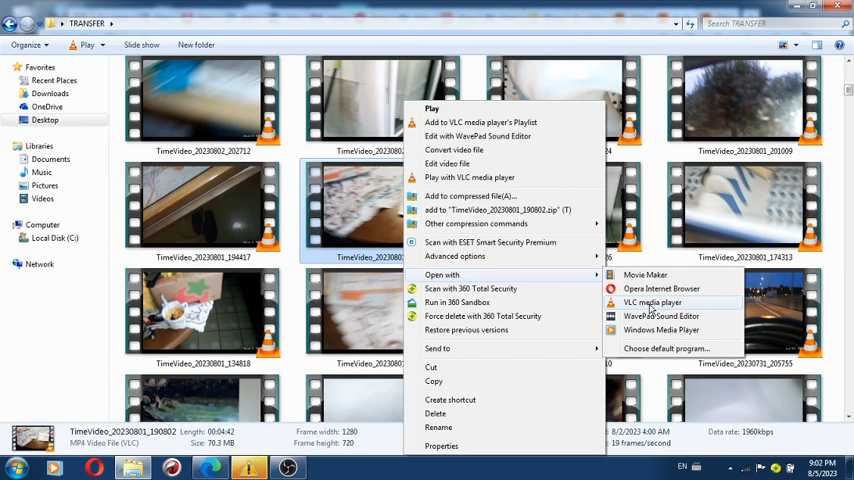 TRANSFER
Search TRANSFER
Organize
Play
Slide show
New folder
Favorites
Recent Places
Downloads
OneDrive
Desktop
Libraries
Documents
Music
Pictures
Videos
Computer
Local Disk (C:)
Network
TimeVideo_20230802_202712
TimeVideo_20230802
24
TimeVideo_20230801_201009
TimeVideo_20230801_194417
TimeVideo_2023080
26
TimeVideo_20230801_174313
TimeVideo_20230801_134818
TimeVideo_2023080
10
TimeVideo_20230731_205755
Play
Add to VLC media player's Playlist
Edit with WavePad Sound Editor
Convert video file
Edit video file
Play with VLC media player
Add to compressed file(A)...
add to "TimeVideo_20230801_190802.zip" (T)
Other compression commands
Scan with ESET Smart Security Premium
Advanced options
Open with
Scan with 360 Total Security
Run in 360 Sandbox
Force delete with 360 Total Security
Restore previous versions
Send to
Cut
Copy
Create shortcut
Delete
Rename
Properties
Movie Maker
Opera Internet Browser
VLC media player
WavePad Sound Editor
Windows Media Player
Choose default program...
TimeVideo_20230801_190802
MP4 Video File (VLC)
Length: 00:04:42
Size: 70.3 MB
Frame width: 1280
Frame height: 720
8/2/2023 4:00 AM
19 frames/second
Data rate: 1960kbps
EN
9:02 PM
8/5/2023